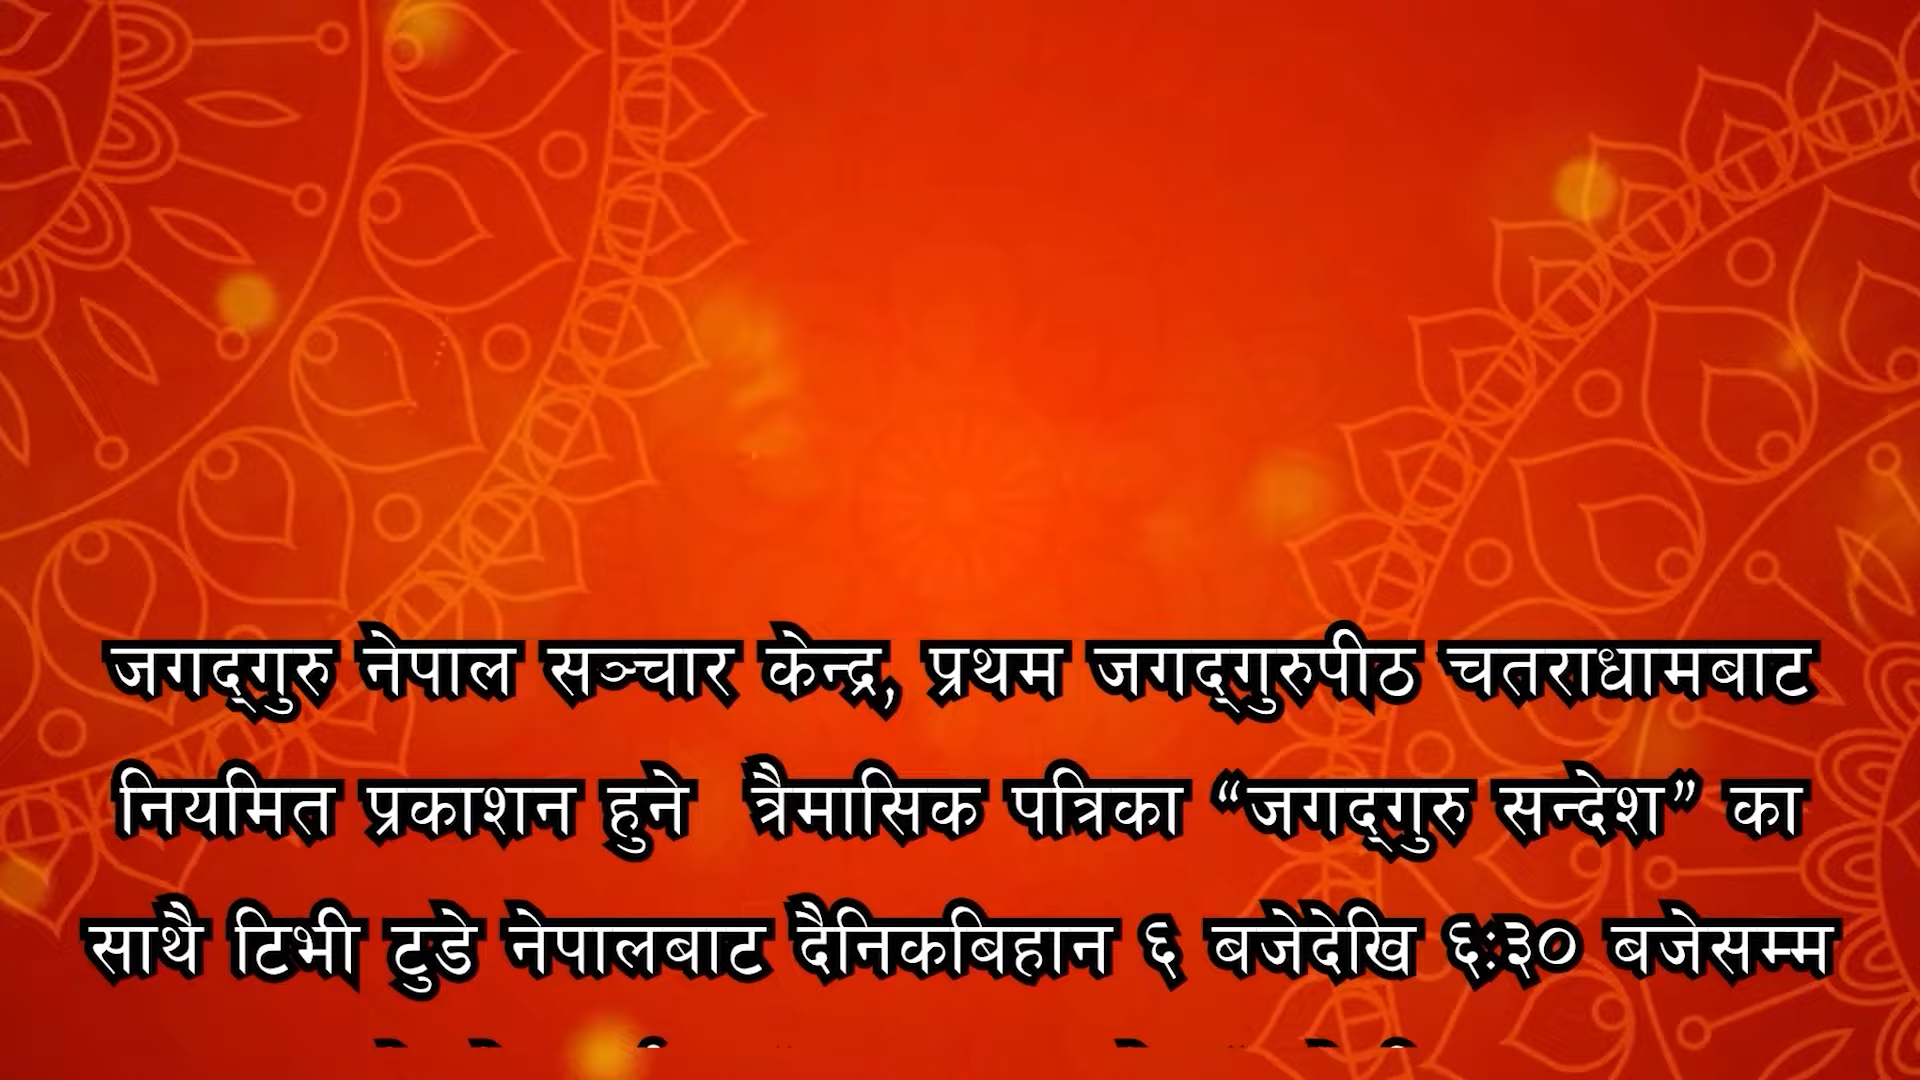 जगद्गुरु नेपाल सञ्चार केन्द्र, प्रथम जगद्गुरुपीठ चतराधामबाट
नियमित प्रकाशन हुने त्रैमासिक पत्रिका “जगद्गुरु सन्देश” का
साथै टिभी टुडे नेपालबाट दैनिकबिहान ६ बजेदेखि ६:३० बजेसम्म